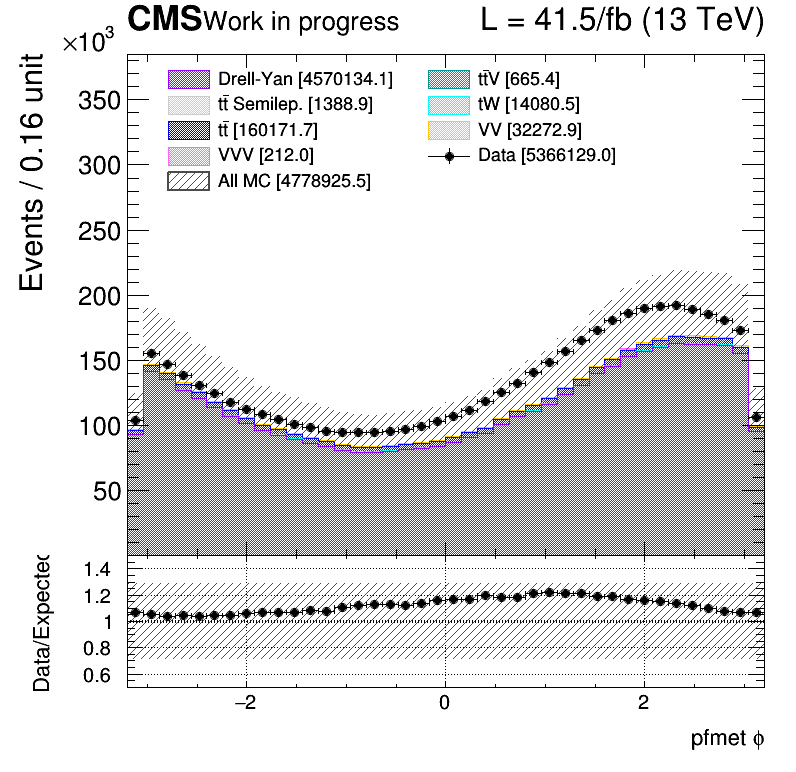 CMS Work in progress L = 41.5/fb (13 TeV)
×10³
Events / 0.16 unit
Drell-Yan [4570134.1]
tt̄ Semilep. [1388.9]
tt̄ [160171.7]
VVV [212.0]
All MC [4778925.5]
tt̄V [665.4]
tW [14080.5]
VV [32272.9]
Data [5366129.0]
350
300
250
200
150
100
50
Data/Expected
1.4
1.2
1
0.8
0.6
−2 0 2
pfmet ϕ